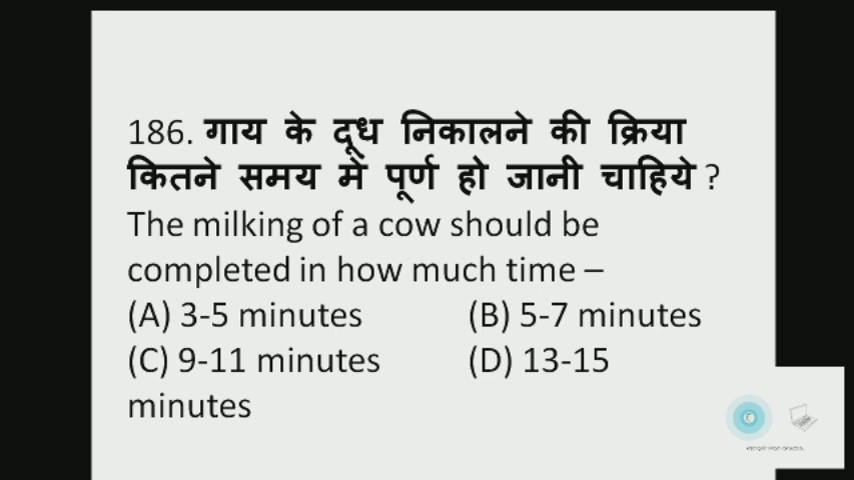 186. गाय के दूध निकालने की क्रिया
कितने समय में पूर्ण हो जानी चाहिये ?
The milking of a cow should be
completed in how much time –
(A) 3-5 minutes (B) 5-7 minutes
(C) 9-11 minutes (D) 13-15
minutes